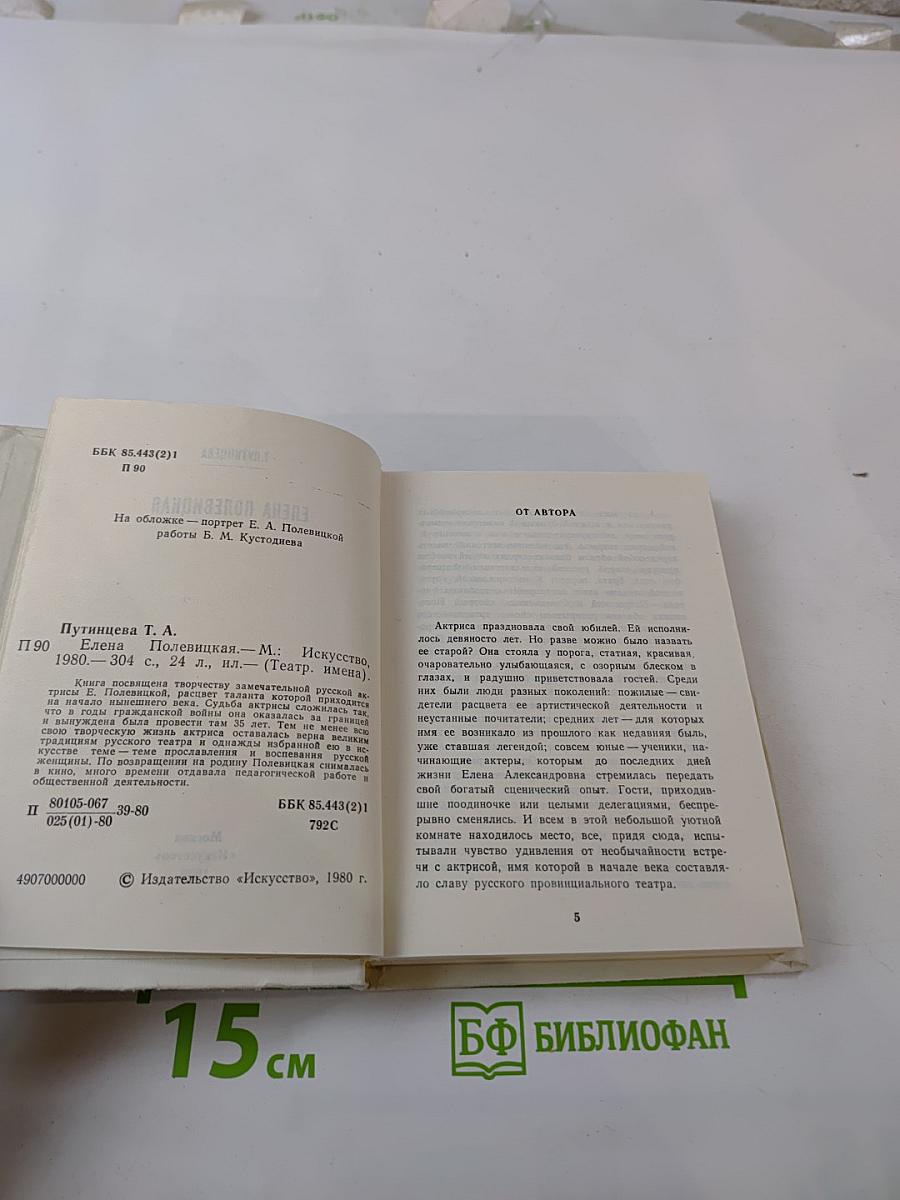 ББК 85.443(2)1
П 90
На обложке — портрет Е. А. Полевицкой
работы Б. М. Кустодиева
Путинцева Т. А.
П 90 Елена Полевицкая.— М.: Искусство,
1980.— 304 с., 24 л., ил.— (Театр. имена).
Книга посвящена творчеству замечательной русской ак-
трисы Е. Полевицкой, расцвет таланта которой приходится
на начало нынешнего века. Судьба актрисы сложилась так,
что в годы гражданской войны она оказалась за границей
и вынуждена была провести там 35 лет. Тем не менее всю
свою творческую жизнь актриса оставалась верна великим
традициям русского театра и однажды избранной ею в ис-
кусстве теме — теме прославления и воспевания русской
женщины. По возвращении на родину Полевицкая снималась
в кино, много времени отдавала педагогической работе и
общественной деятельности.
П 80105-067 39-80
025(01)-80
ББК 85.443(2)1
792С
4907000000 © Издательство «Искусство», 1980 г.
ОТ АВТОРА
Актриса праздновала свой юбилей. Ей исполни-
лось девяносто лет. Но разве можно было назвать
ее старой? Она стояла у порога, статная, красивая,
очаровательно улыбающаяся, с озорным блеском в
глазах, и радушно приветствовала гостей. Среди
них были люди разных поколений: пожилые — сви-
детели расцвета ее артистической деятельности и
неустанные почитатели; средних лет — для которых
имя ее возникало из прошлого как недавняя быль,
уже ставшая легендой; совсем юные — ученики, на-
чинающие актеры, которым до последних дней
жизни Елена Александровна стремилась передать
свой богатый сценический опыт. Гости, приходив-
шие поодиночке или целыми делегациями, беспре-
рывно сменялись. И всем в этой небольшой уютной
комнате находилось место, все, придя сюда, испы-
тывали чувство удивления от необычайности встре-
чи с актрисой, имя которой в начале века составля-
ло славу русского провинциального театра.
5
15 см
БФ БИБЛИОФАН